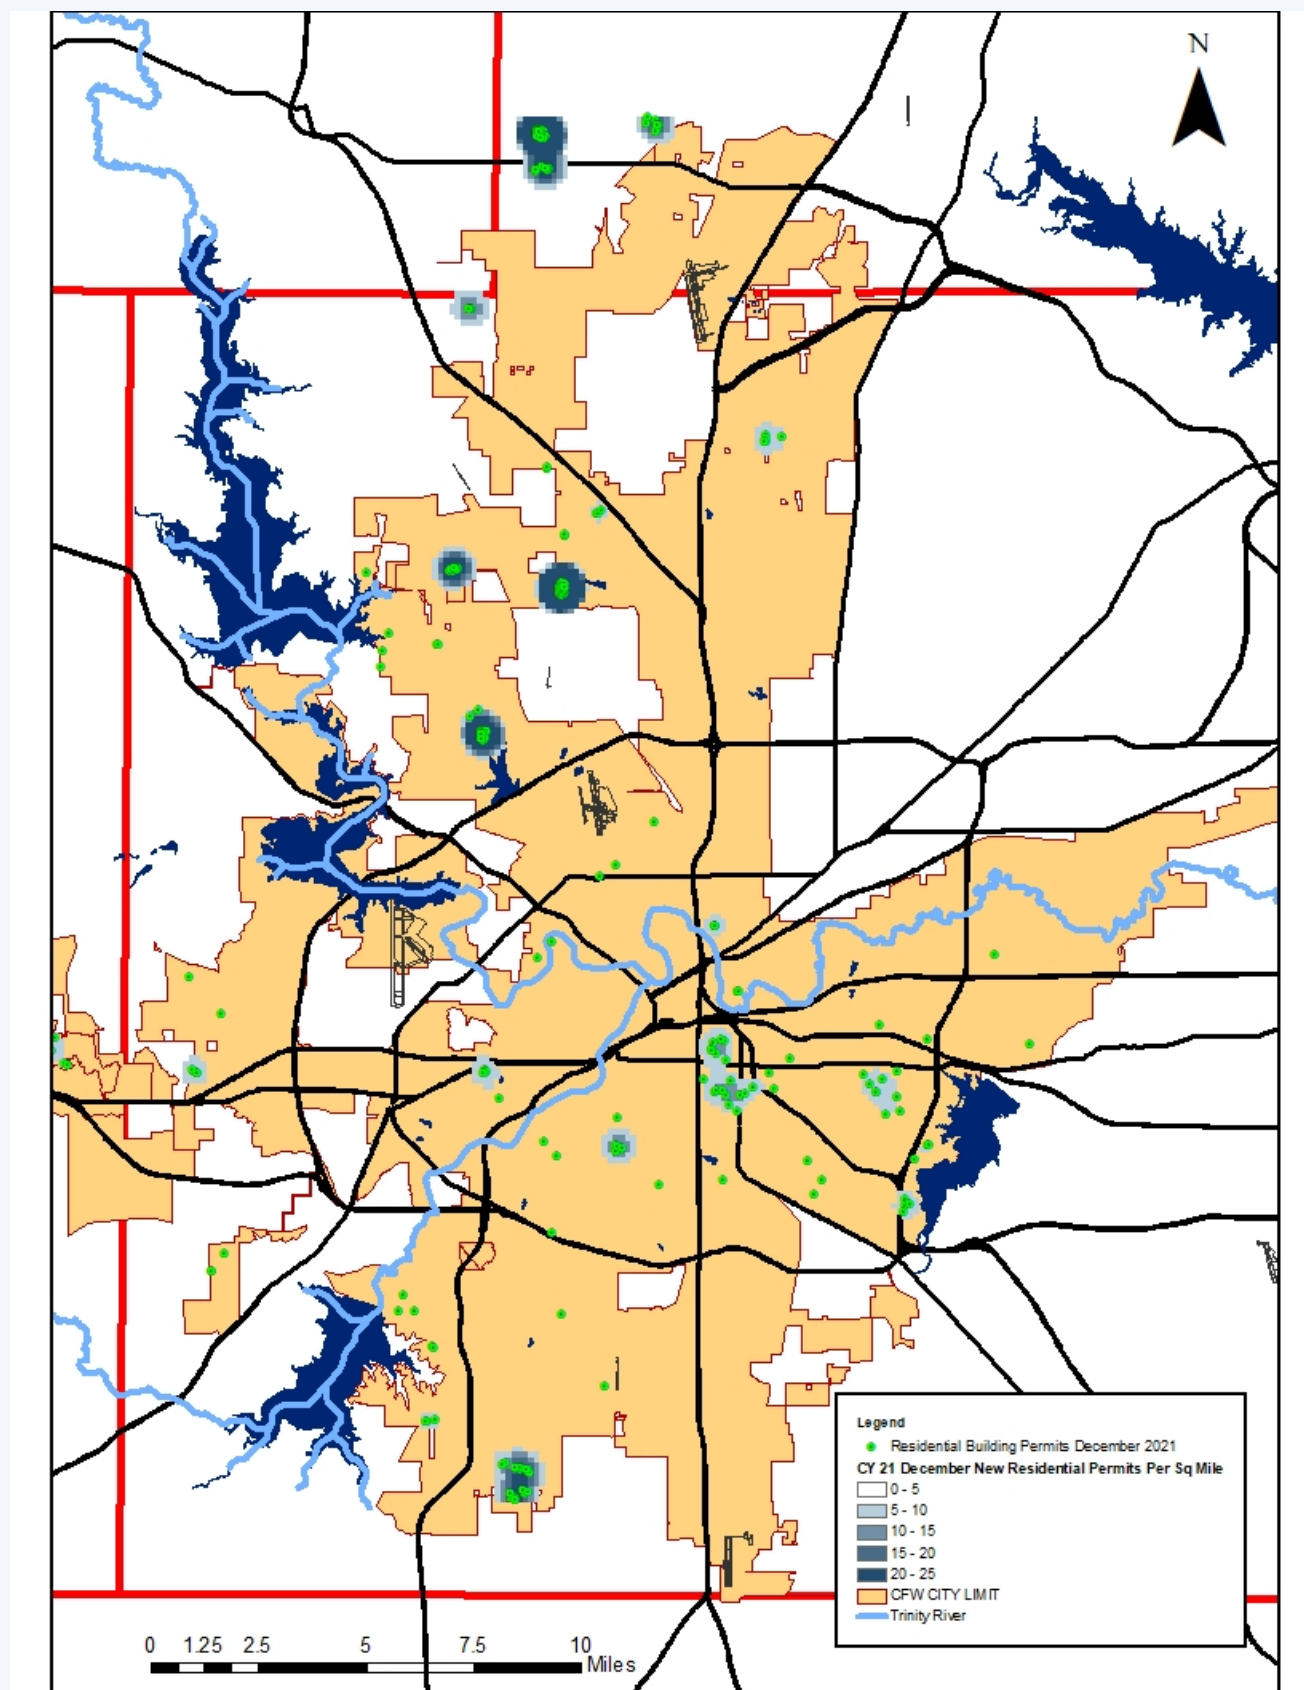 N
Legend
Residential Building Permits December 2021
CY 21 December New Residential Permits Per Sq Mile
0 - 5
5 - 10
10 - 15
15 - 20
20 - 25
CFW CITY LIMIT
Trinity River
0 1.25 2.5 5 7.5 10
Miles